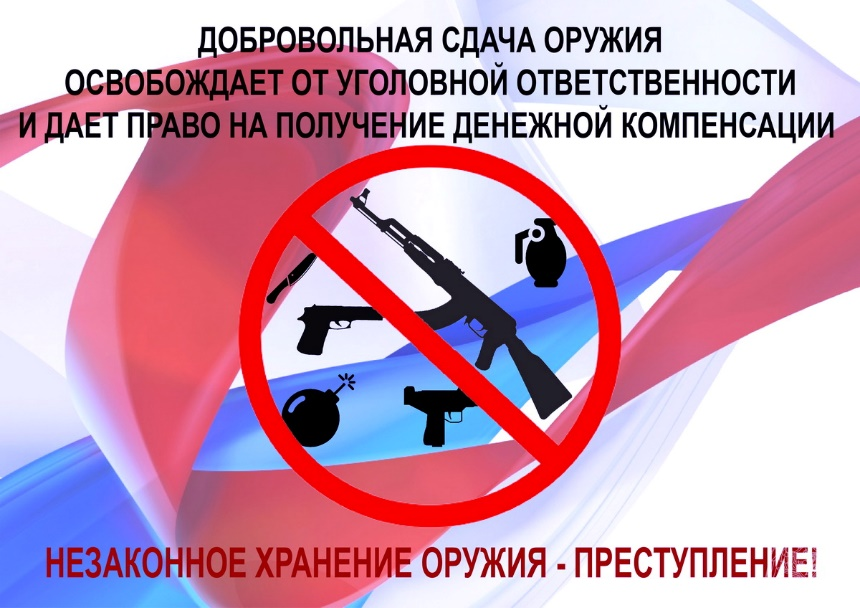 ДОБРОВОЛЬНАЯ СДАЧА ОРУЖИЯ
ОСВОБОЖДАЕТ ОТ УГОЛОВНОЙ ОТВЕТСТВЕННОСТИ
И ДАЕТ ПРАВО НА ПОЛУЧЕНИЕ ДЕНЕЖНОЙ КОМПЕНСАЦИИ
НЕЗАКОННОЕ ХРАНЕНИЕ ОРУЖИЯ - ПРЕСТУПЛЕНИЕ!